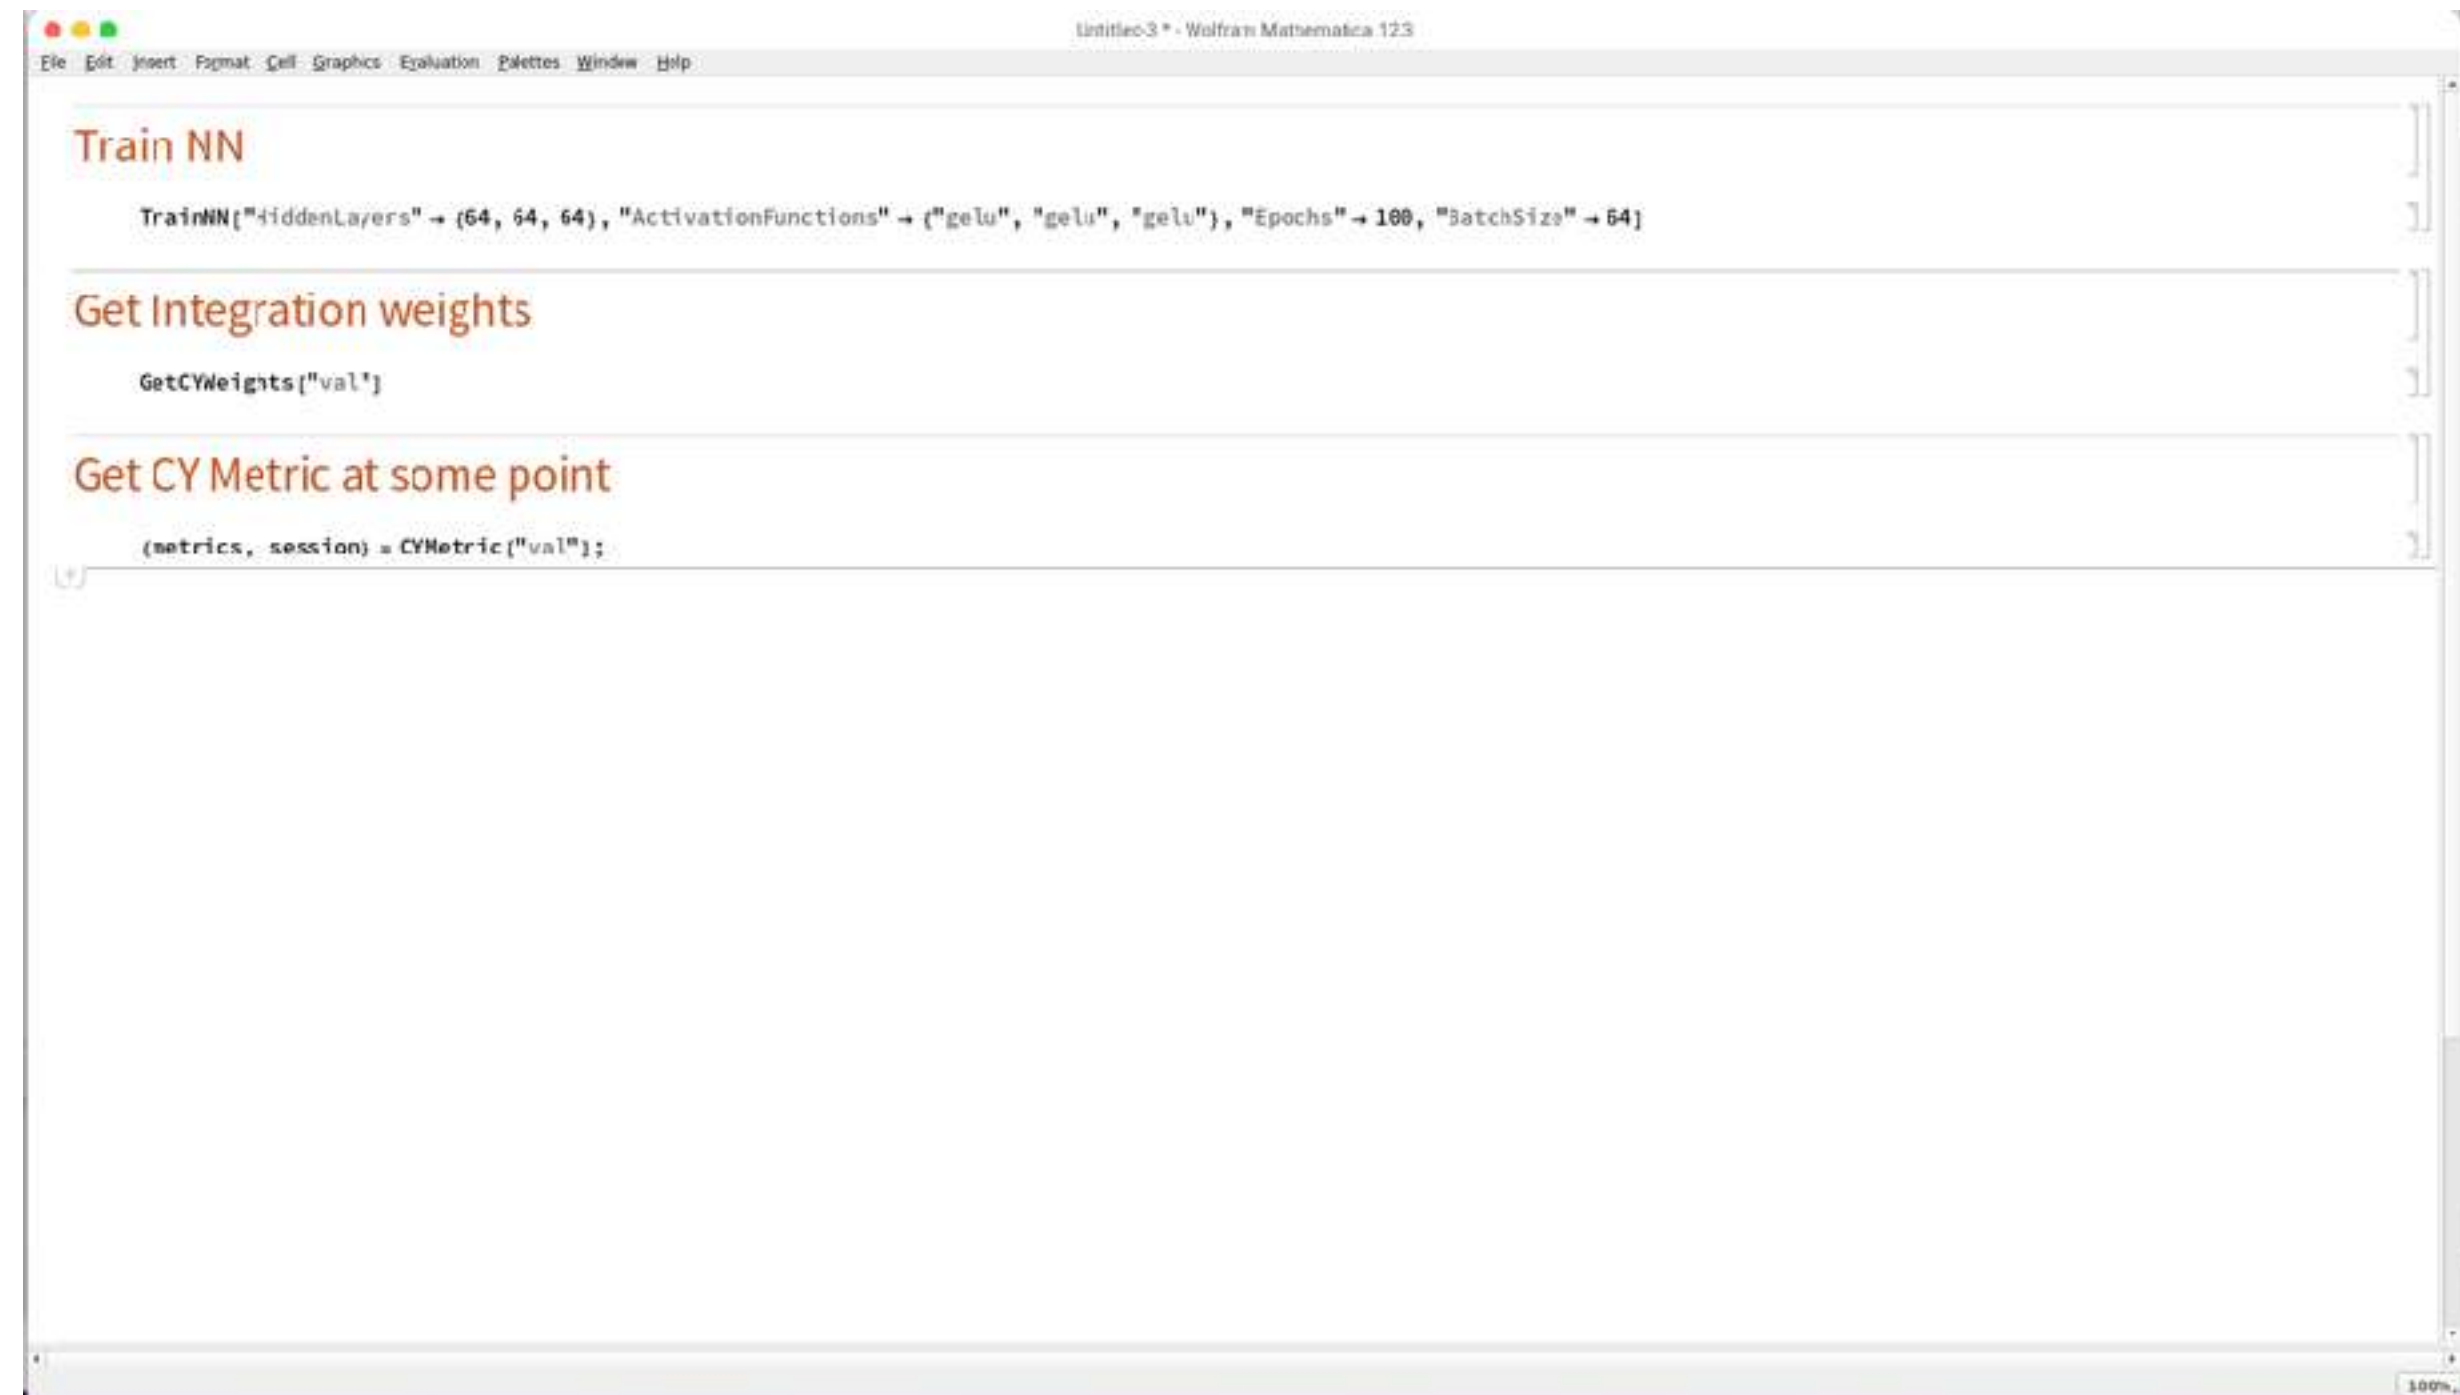 Untitled-3 * - Wolfram Mathematica 12.3
File Edit Insert Format Cell Graphics Evaluation Palettes Window Help
Train NN
TrainNN["HiddenLayers" → {64, 64, 64}, "ActivationFunctions" → {"gelu", "gelu", "gelu"}, "Epochs" → 100, "BatchSize" → 64]
Get Integration weights
GetCYWeights["val"]
Get CY Metric at some point
{metrics, session} = CYMetric["val"];
100%